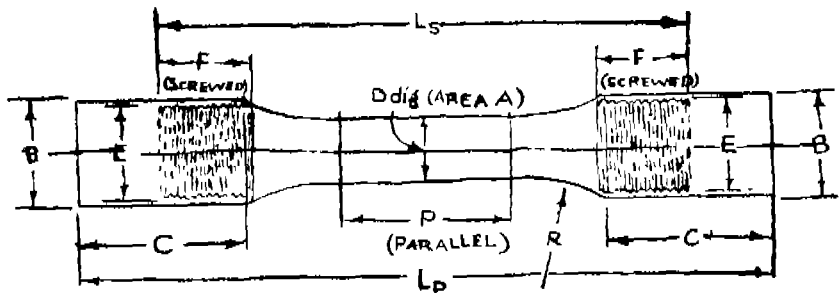 LS
F
F
(SCREWED)
(SCREWED)
D dia (AREA A)
B
E
E
B
P
(PARALLEL)
R
C
C
LP